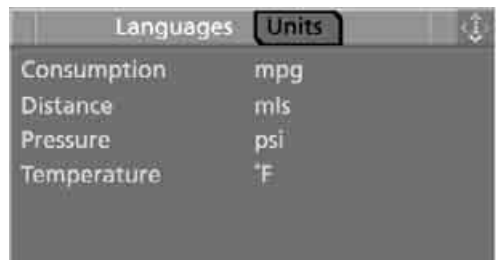 Languages Units
Consumption mpg
Distance mls
Pressure psi
Temperature °F